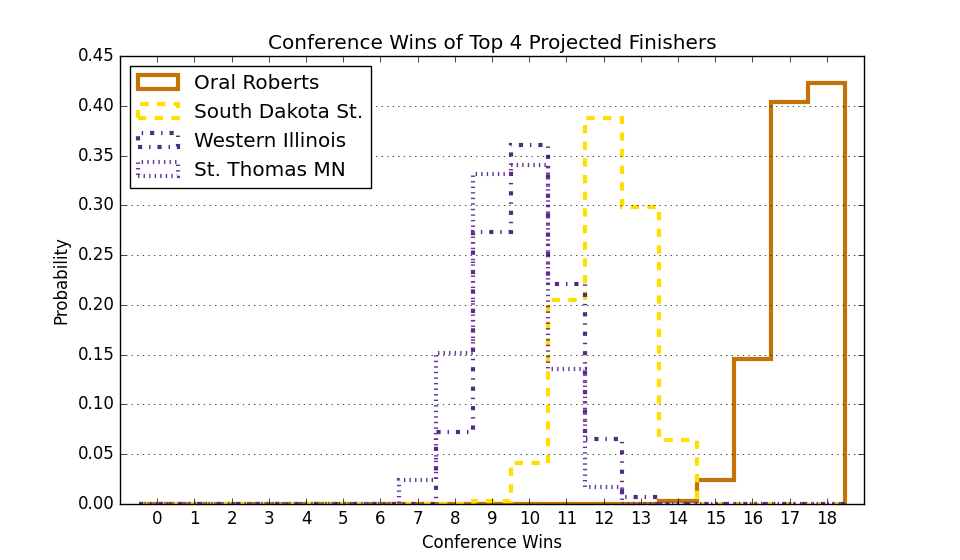 Conference Wins of Top 4 Projected Finishers
0.45
0.40
0.35
0.30
0.25
0.20
0.15
0.10
0.05
0.00
Probability
Oral Roberts
South Dakota St.
Western Illinois
St. Thomas MN
0 1 2 3 4 5 6 7 8 9 10 11 12 13 14 15 16 17 18
Conference Wins